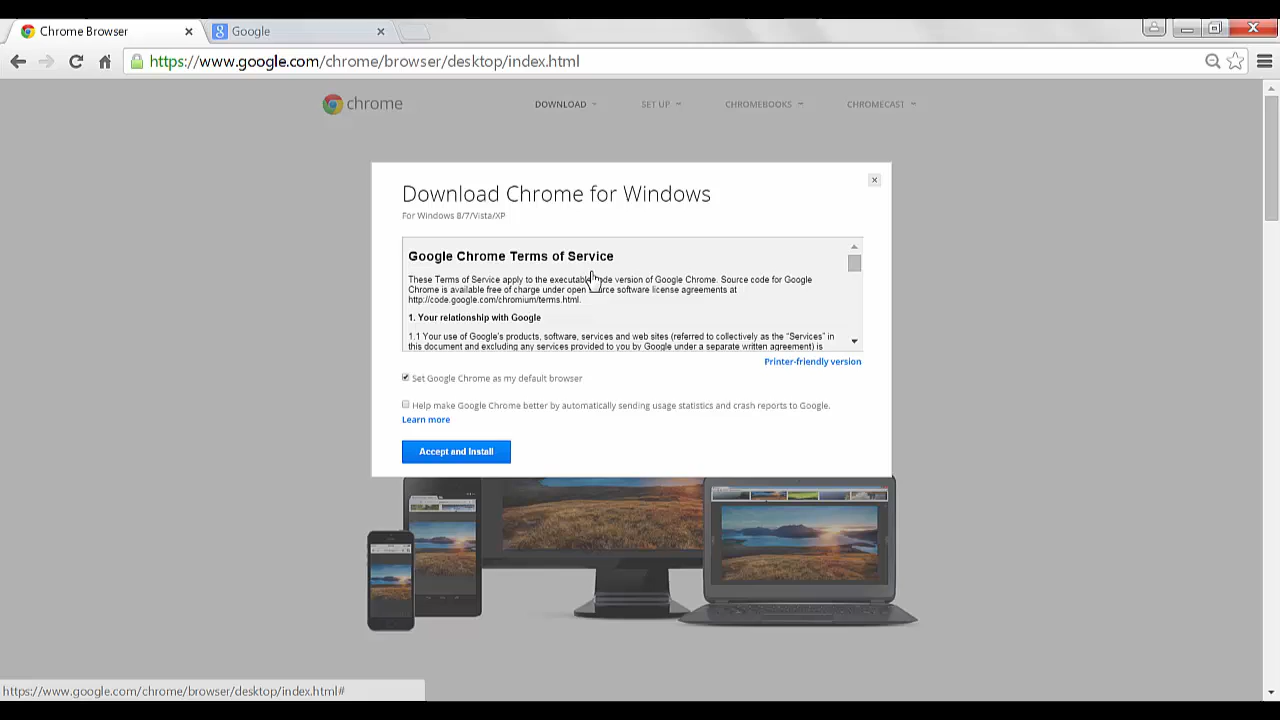 Chrome Browser
Google
https://www.google.com/chrome/browser/desktop/index.html
chrome
DOWNLOAD
SET UP
CHROMEBOOKS
CHROMECAST
Download Chrome for Windows
For Windows 8/7/Vista/XP
Google Chrome Terms of Service
These Terms of Service apply to the executable code version of Google Chrome. Source code for Google
Chrome is available free of charge under open source software license agreements at
http://code.google.com/chromium/terms.html.
1. Your relationship with Google
1.1 Your use of Google's products, software, services and web sites (referred to collectively as the "Services" in
this document and excluding any services provided to you by Google under a separate written agreement) is
Printer-friendly version
Set Google Chrome as my default browser
Help make Google Chrome better by automatically sending usage statistics and crash reports to Google.
Learn more
Accept and Install
https://www.google.com/chrome/browser/desktop/index.html#